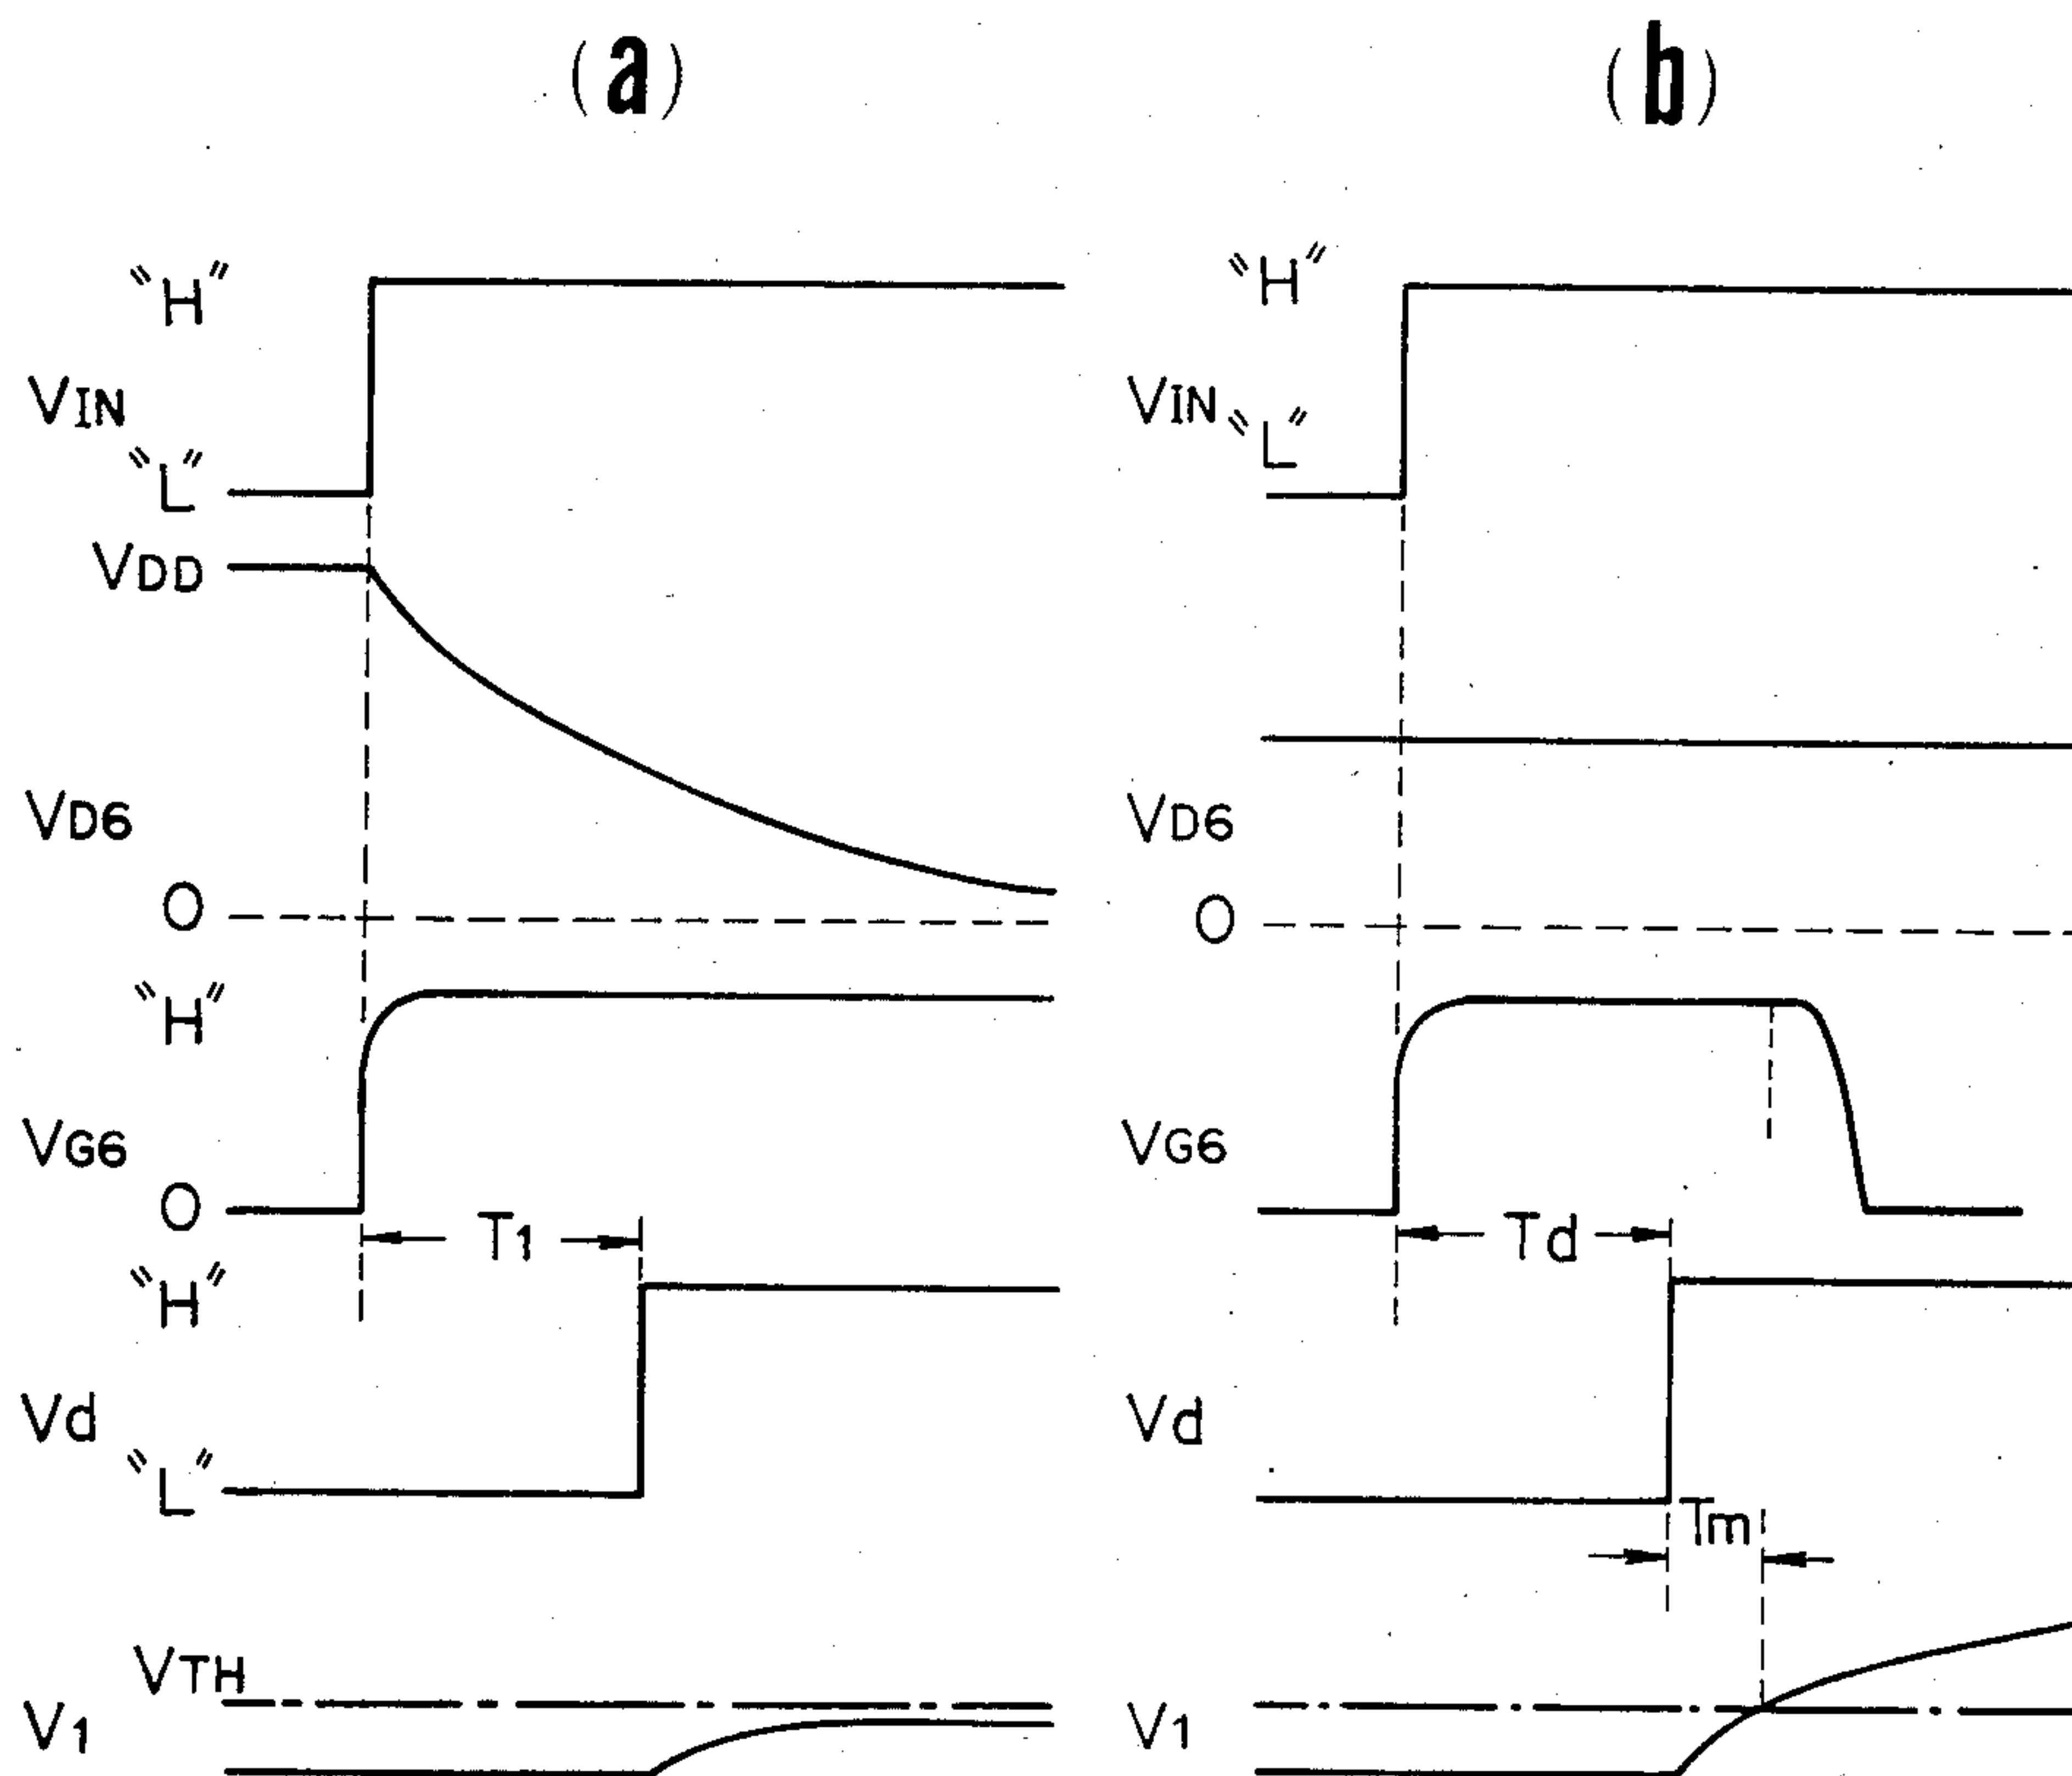 (a)
"H"
VIN
"L"
VDD
VD6
O
"H"
VG6
O
T1
"H"
Vd
"L"
VTH
V1
(b)
"H"
VIN
"L"
VD6
O
VG6
Td
Vd
Tm
V1